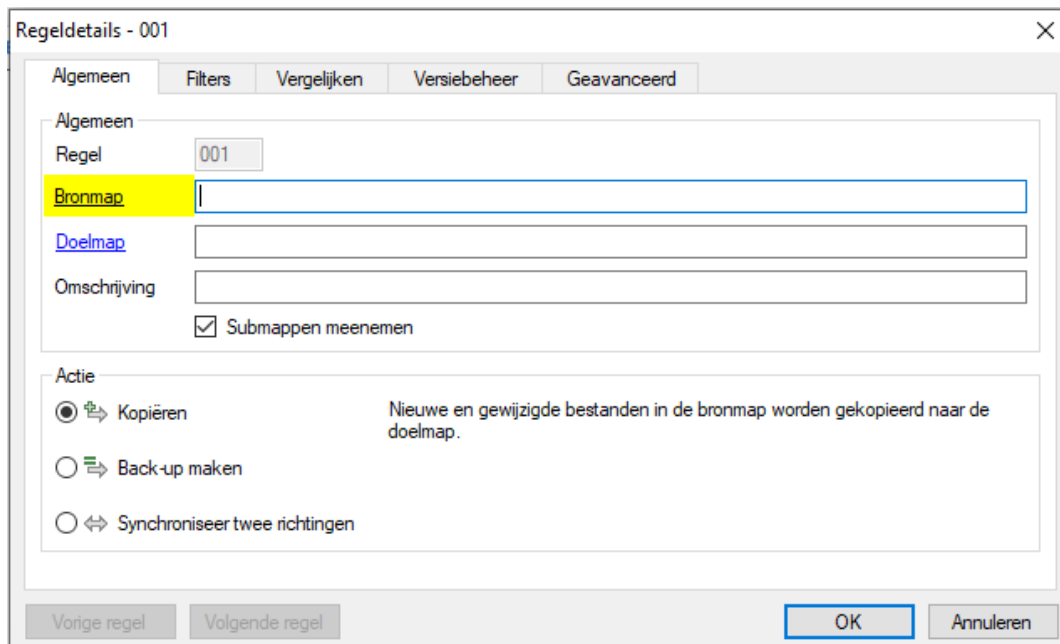 Regeldetails - 001
Algemeen Filters Vergelijken Versiebeheer Geavanceerd
Algemeen
Regel 001
Bronmap
Doelmap
Omschrijving
Submappen meenemen
Actie
Kopiëren
Nieuwe en gewijzigde bestanden in de bronmap worden gekopieerd naar de
doelmap.
Back-up maken
Synchroniseer twee richtingen
Vorige regel Volgende regel OK Annuleren